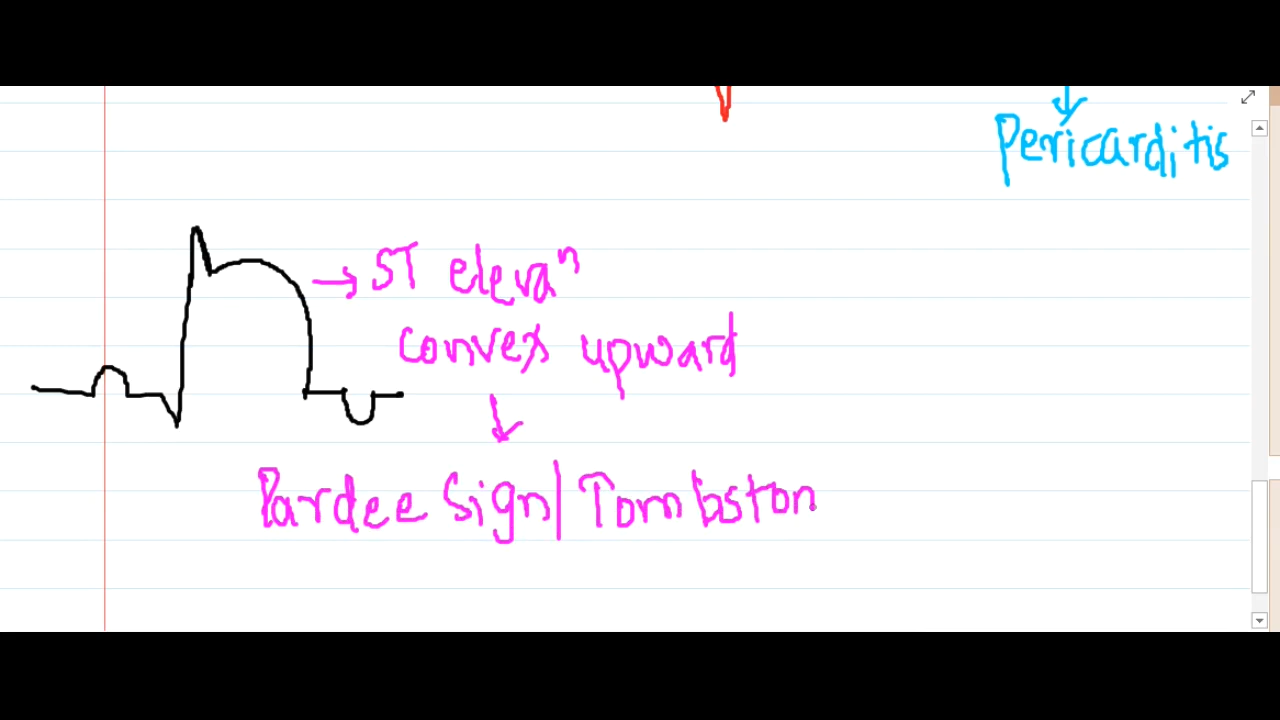 Pericarditis
→ ST elevaⁿ
convex upward
↓
Pardee Sign/Tombston